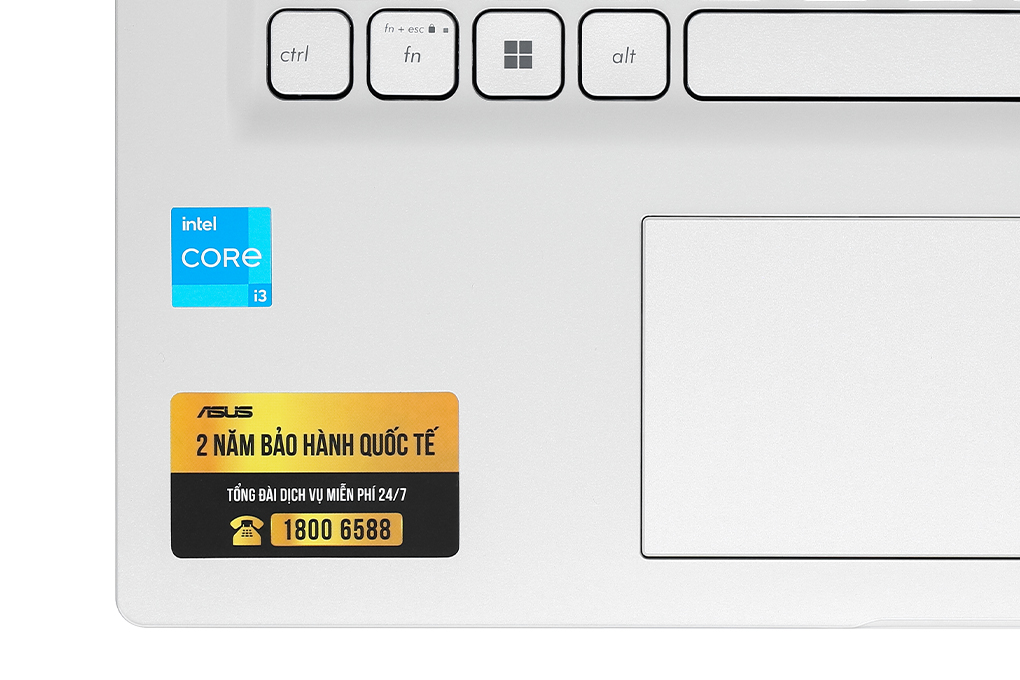 fn + esc
ctrl
fn
alt
intel
CORe
i3
ASUS
2 NĂM BẢO HÀNH QUỐC TẾ
TỔNG ĐÀI DỊCH VỤ MIỄN PHÍ 24/7
1800 6588